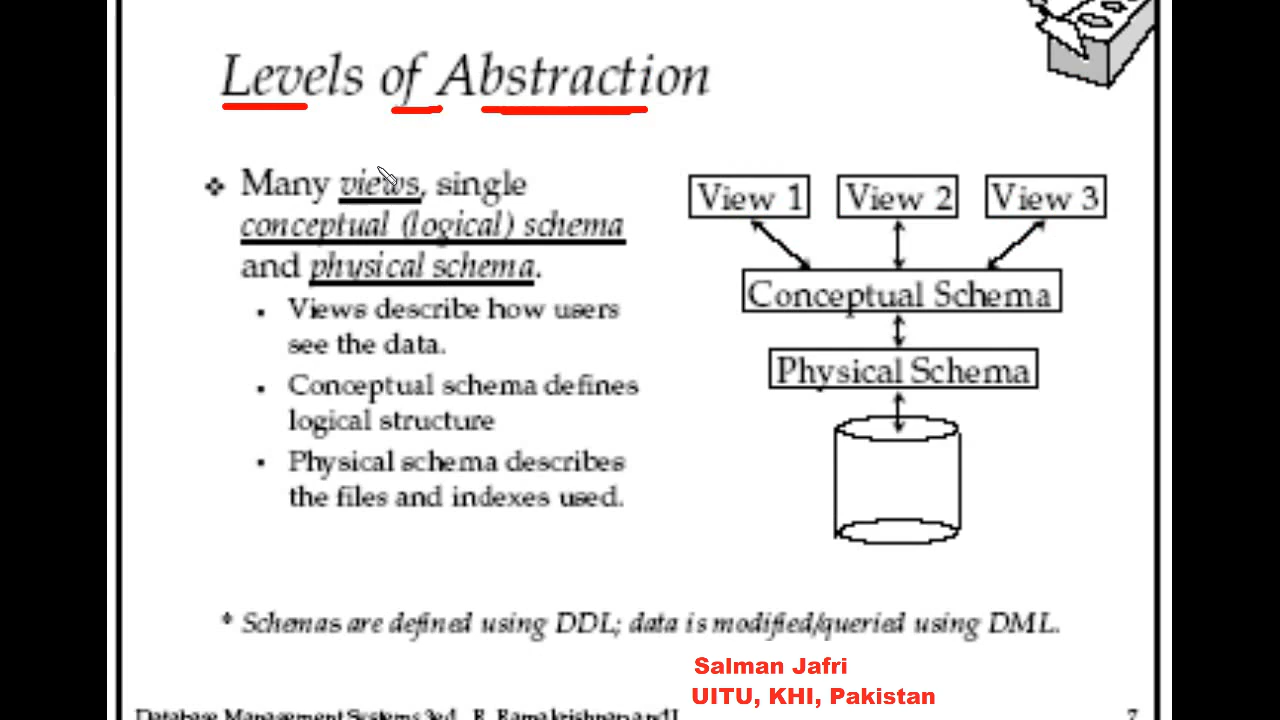 Levels of Abstraction
Many views, single
conceptual (logical) schema
and physical schema.
Views describe how users
see the data.
Conceptual schema defines
logical structure
Physical schema describes
the files and indexes used.
View 1
View 2
View 3
Conceptual Schema
Physical Schema
* Schemas are defined using DDL; data is modified/queried using DML.
Salman Jafri
UITU, KHI, Pakistan
Database Management Systems 3ed, R. Ramakrishnan and J.
7